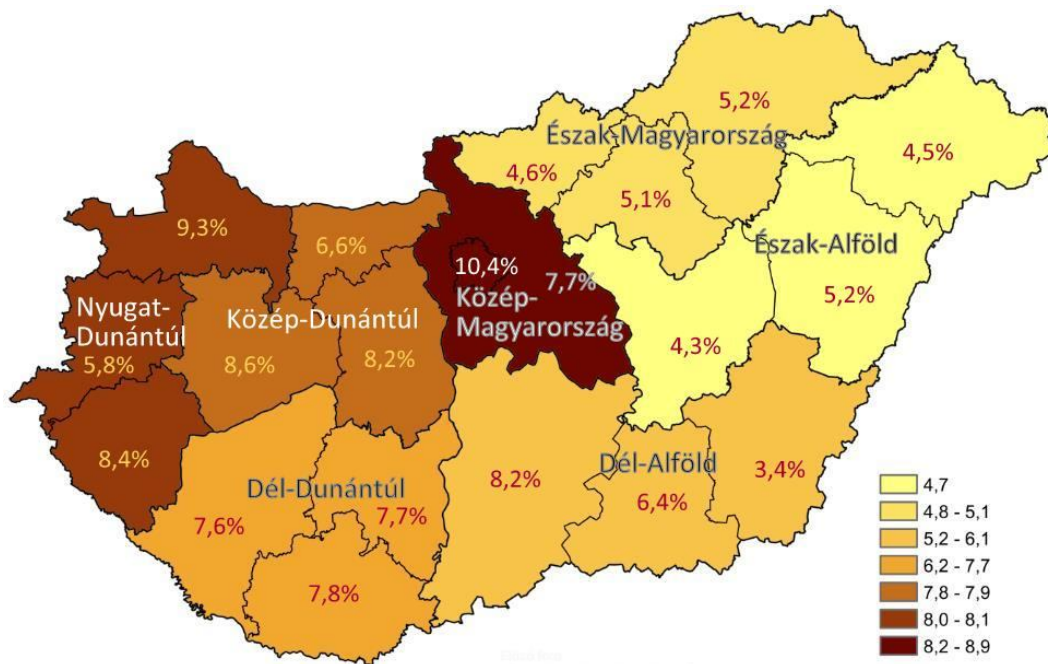 5,2%
Észak-Magyarország
4,6%
4,5%
5,1%
9,3%
6,6%
Észak-Alföld
10,4%
7,7%
Nyugat-
Dunántúl
Közép-Dunántúl
Közép-
Magyarország
5,2%
5,8%
8,6%
8,2%
4,3%
8,4%
8,2%
Dél-Alföld
3,4%
Dél-Dunántúl
6,4%
7,6%
7,7%
7,8%
4,7
4,8 - 5,1
5,2 - 6,1
6,2 - 7,7
7,8 - 7,9
8,0 - 8,1
8,2 - 8,9